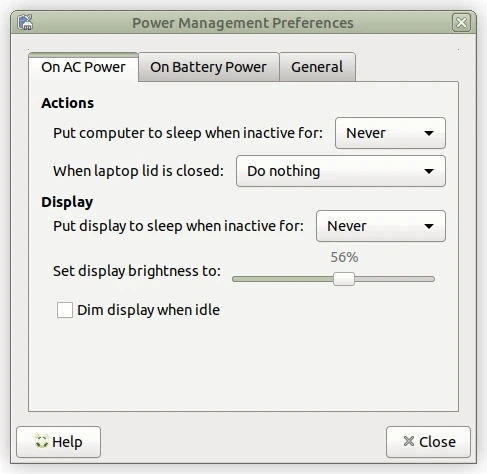 Power Management Preferences
On AC Power On Battery Power General
Actions
Put computer to sleep when inactive for: Never
When laptop lid is closed: Do nothing
Display
Put display to sleep when inactive for: Never
56%
Set display brightness to:
Dim display when idle
Help Close